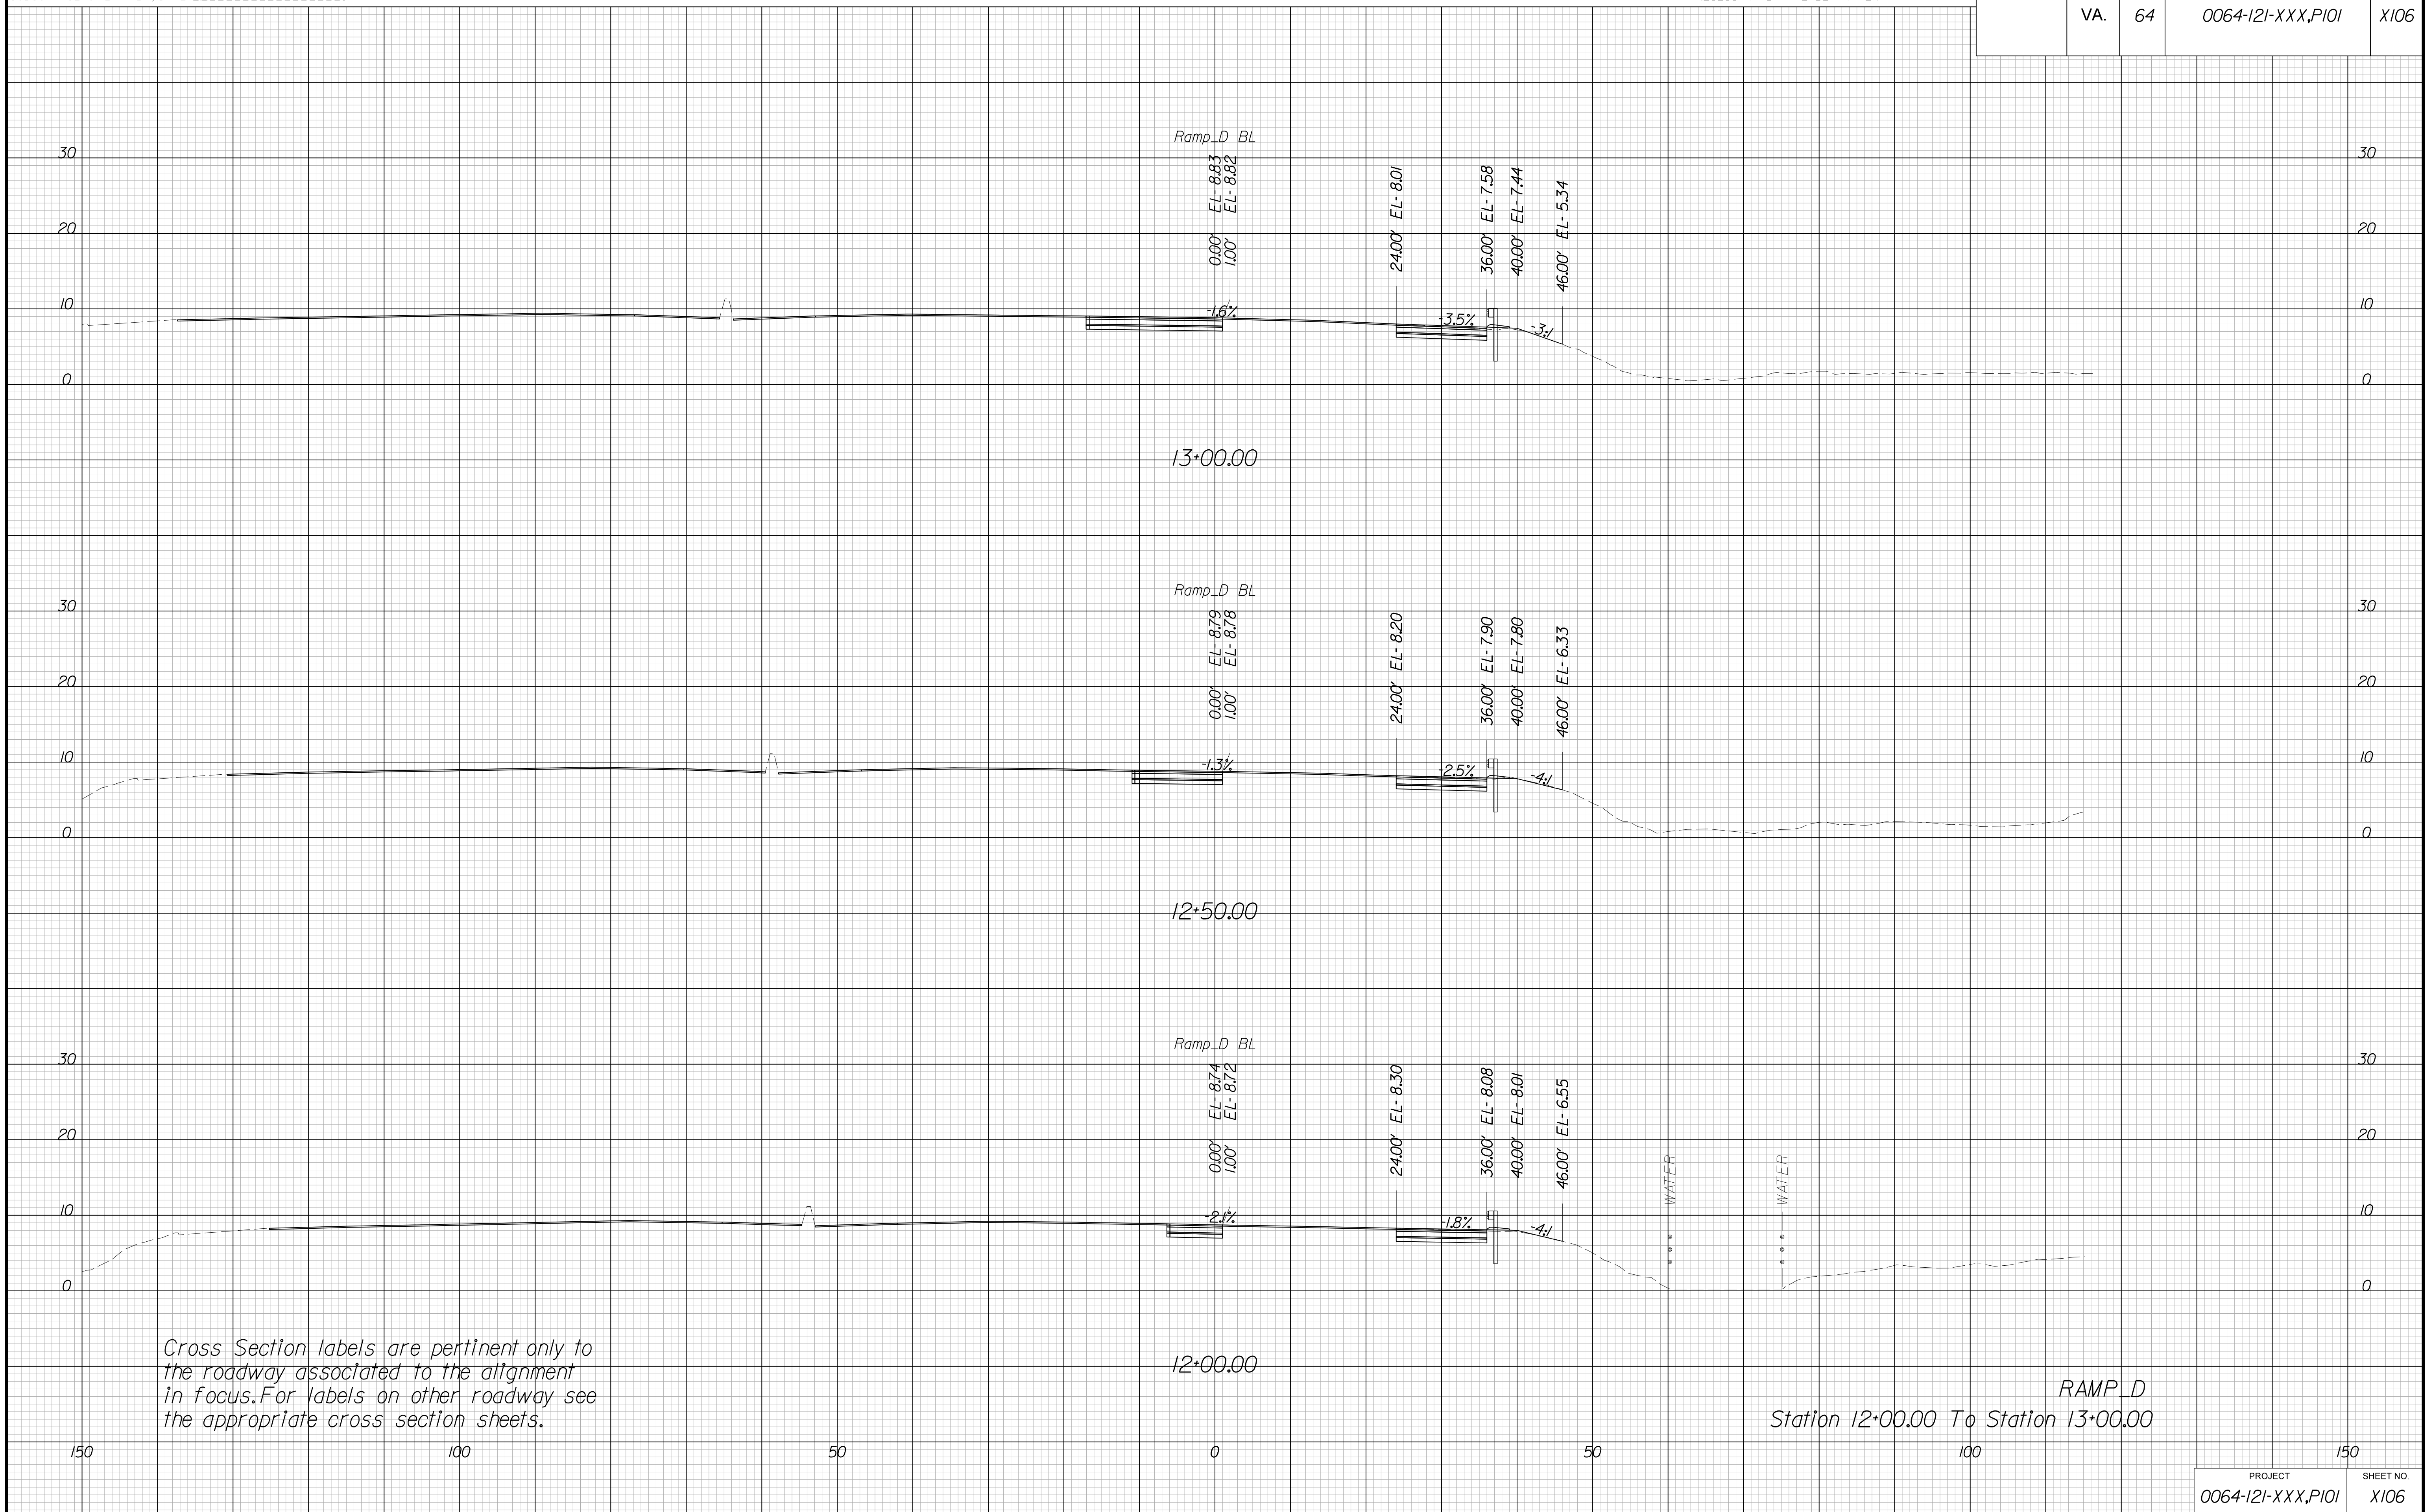 VA. 64 0064-121-XXX, P101 X106
Ramp_D BL
0.00' EL- 8.83
1.00' EL- 8.82
24.00' EL- 8.01
36.00' EL- 7.58
40.00' EL- 7.44
46.00' EL- 5.34
30 30
20 20
10 10
-1.6% -3.5% -3:1
0 0
13+00.00
Ramp_D BL
0.00' EL- 8.79
1.00' EL- 8.78
24.00' EL- 8.20
36.00' EL- 7.90
40.00' EL- 7.80
46.00' EL- 6.33
30 30
20 20
10 10
-1.3% -2.5% -4:1
0 0
12+50.00
Ramp_D BL
0.00' EL- 8.74
1.00' EL- 8.72
24.00' EL- 8.30
36.00' EL- 8.08
40.00' EL- 8.01
46.00' EL- 6.55
WATER
WATER
30 30
20 20
10 10
-2.1% -1.8% -4:1
0 0
12+00.00
Cross Section labels are pertinent only to
the roadway associated to the alignment
in focus. For labels on other roadway see
the appropriate cross section sheets.
RAMP_D
Station 12+00.00 To Station 13+00.00
150 100 50 0 50 100 150
PROJECT SHEET NO.
0064-121-XXX, P101 X106